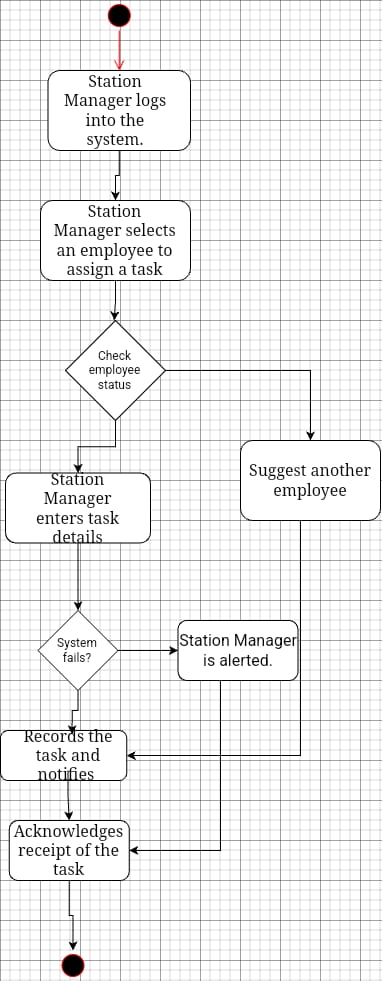 Station
Manager logs
into the
system.
Station
Manager selects
an employee to
assign a task
Check
employee
status
Suggest another
employee
Station
Manager
enters task
details
System
fails?
Station Manager
is alerted.
Records the
task and
notifies
Acknowledges
receipt of the
task